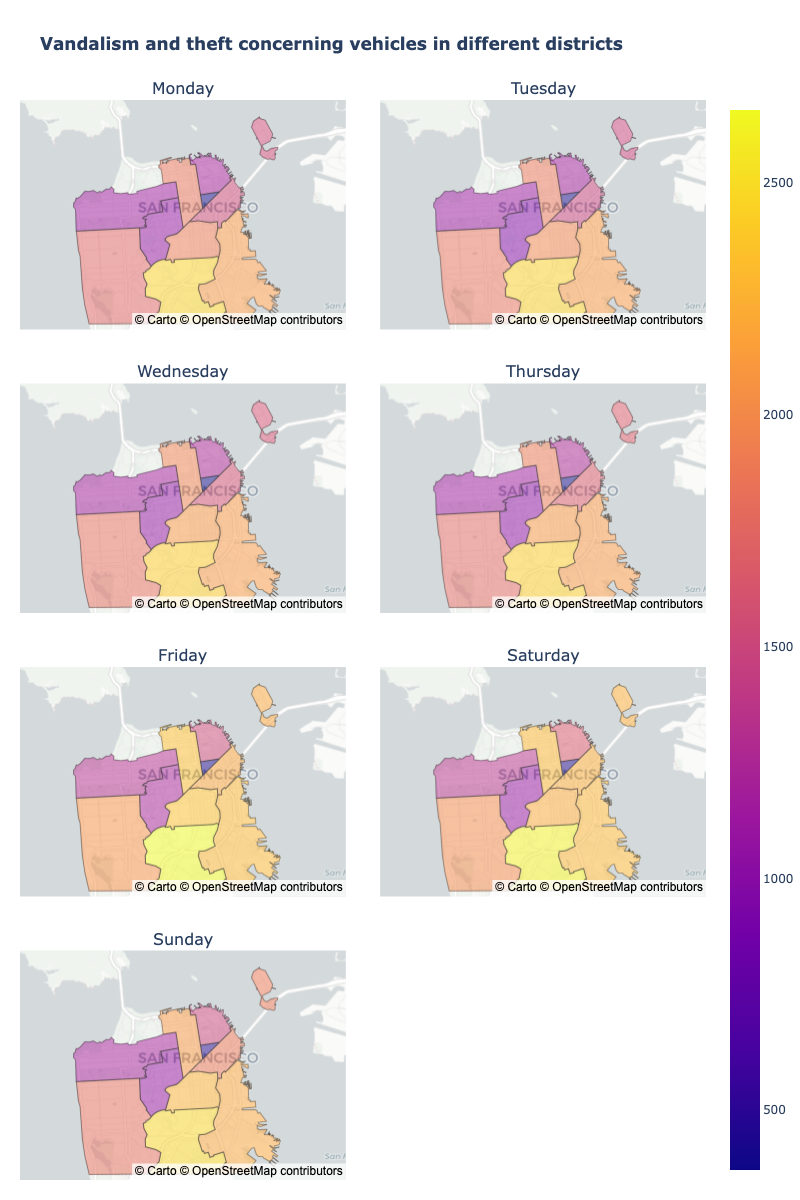 Vandalism and theft concerning vehicles in different districts
Monday
Tuesday
SAN FRANCISCO
© Carto © OpenStreetMap contributors
SAN FRANCISCO
© Carto © OpenStreetMap contributors
Wednesday
Thursday
SAN FRANCISCO
© Carto © OpenStreetMap contributors
SAN FRANCISCO
© Carto © OpenStreetMap contributors
Friday
Saturday
SAN FRANCISCO
© Carto © OpenStreetMap contributors
SAN FRANCISCO
© Carto © OpenStreetMap contributors
Sunday
SAN FRANCISCO
© Carto © OpenStreetMap contributors
2500
2000
1500
1000
500